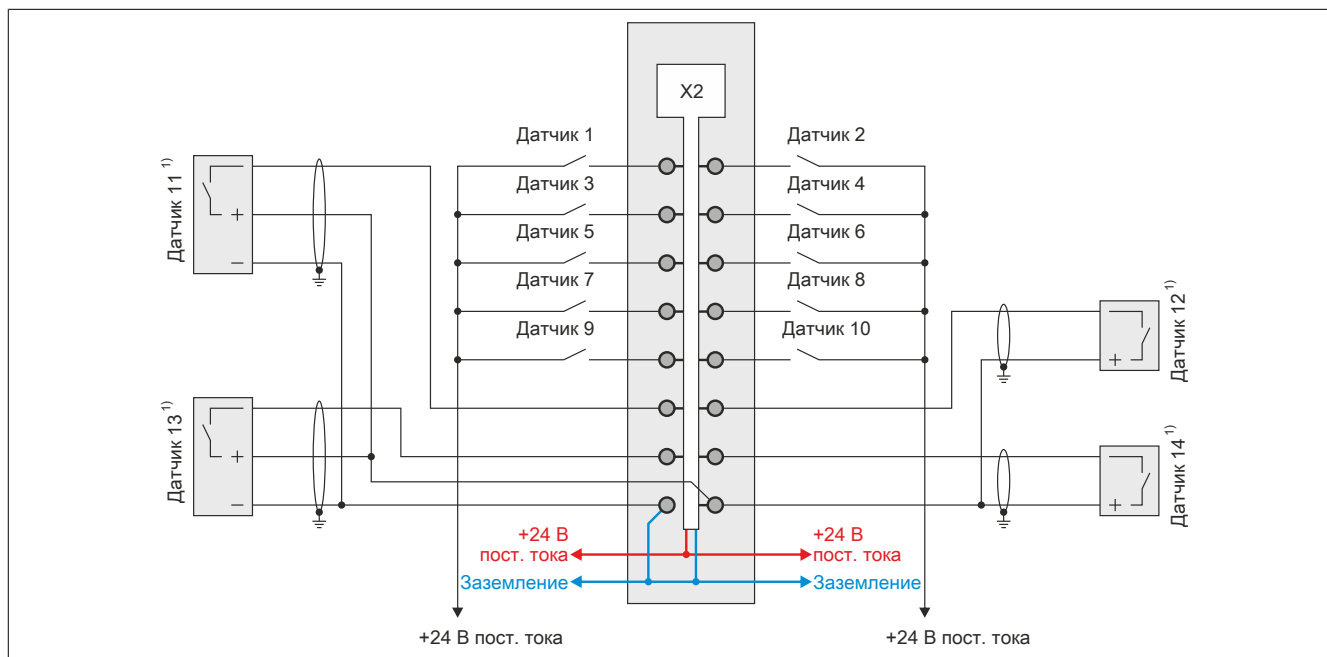 X2
Датчик 1
Датчик 2
Датчик 3
Датчик 4
Датчик 5
Датчик 6
Датчик 7
Датчик 8
Датчик 9
Датчик 10
Датчик 11 1)
+
−
Датчик 12 1)
+
Датчик 13 1)
+
−
Датчик 14 1)
+
+24 В
пост. тока
+24 В
пост. тока
Заземление
Заземление
+24 В пост. тока
+24 В пост. тока